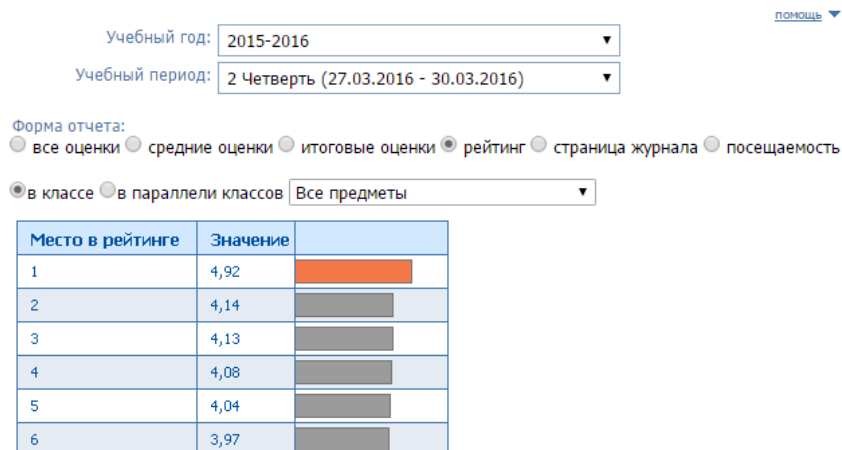 помощь
Учебный год: 2015-2016
Учебный период: 2 Четверть (27.03.2016 - 30.03.2016)
Форма отчета:
все оценки средние оценки итоговые оценки рейтинг страница журнала посещаемость
в классе в параллели классов Все предметы
Место в рейтинге Значение
1 4,92
2 4,14
3 4,13
4 4,08
5 4,04
6 3,97